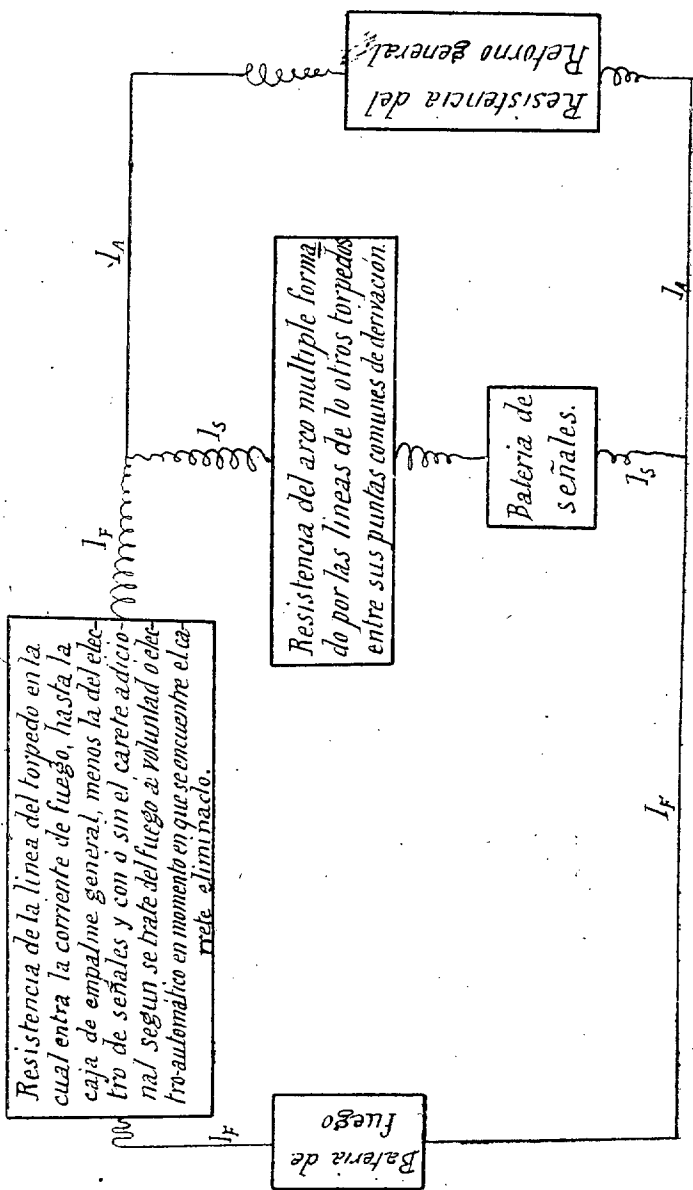 Resistencia de la linea del torpedo en la
cual entra la corriente de fuego, hasta la
caja de empalme general, menos la del elec-
tro de señales y con ó sin el carete adicio-
nal segun se trate del fuego a voluntad ó elec-
tro-automático en momento en que se encuentre el ca-
rrete eliminado.
I_F
I_1
I_F
Bateria de
fuego
I_S
Resistencia del arco multiple forma
do por las lineas de lo otros torpedos
entre sus puntas comunes de derivación.
Bateria de
señales.
I_S
Resistencia del
Retorno general
I_F
I_1